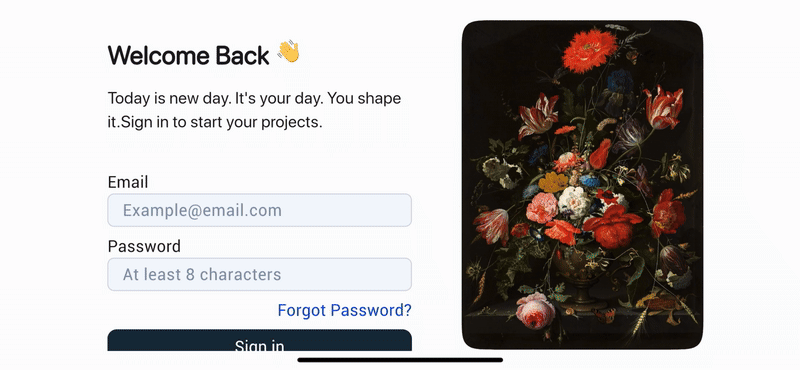 Welcome Back 👋
Today is new day. It's your day. You shape
it.Sign in to start your projects.
Email
Example@email.com
Password
At least 8 characters
Forgot Password?
Sign in